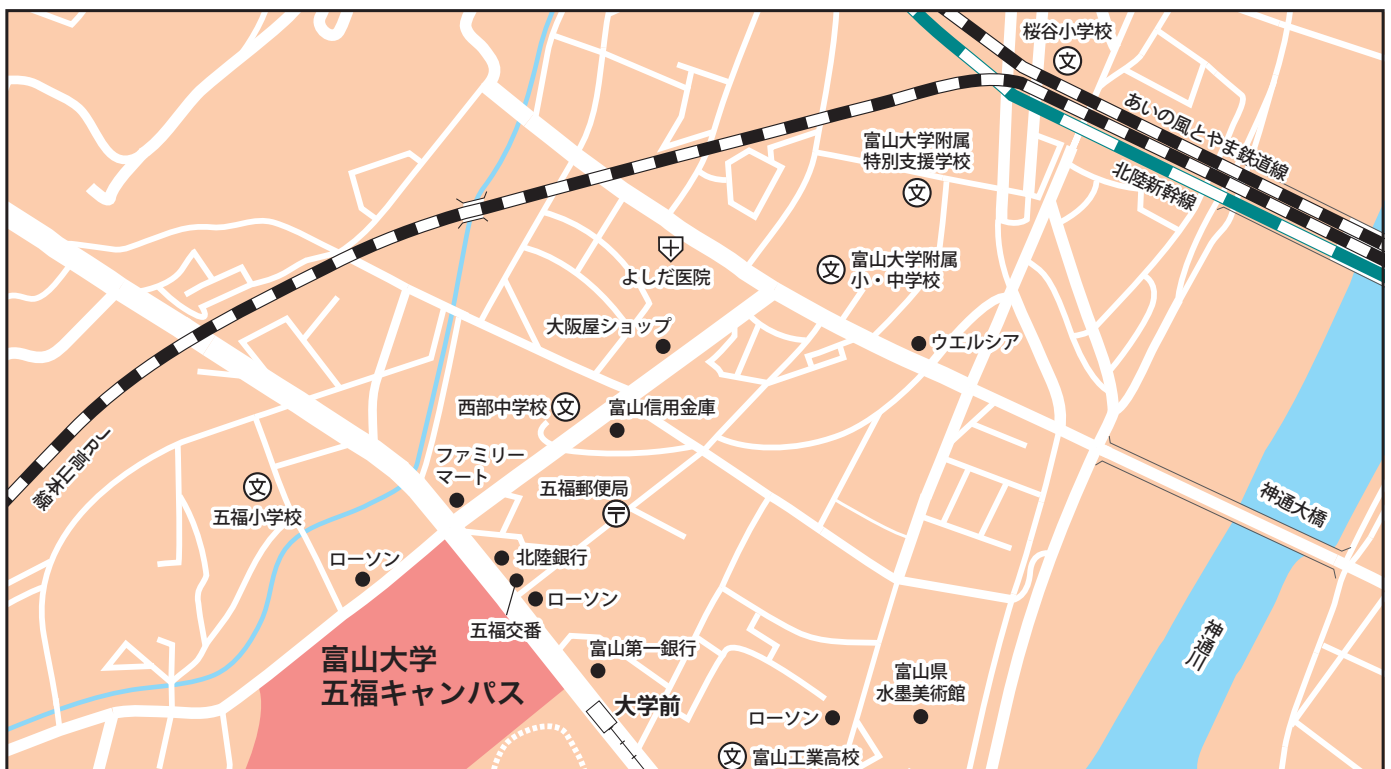 桜谷小学校
文
あいの風とやま鉄道線
北陸新幹線
富山大学附属
特別支援学校
文
よしだ医院
文
富山大学附属
小・中学校
大阪屋ショップ
ウエルシア
西部中学校
文
富山信用金庫
JR高山本線
ファミリー
マート
文
五福小学校
五福郵便局
〒
神通大橋
ローソン
北陸銀行
ローソン
五福交番
神通川
富山大学
五福キャンパス
富山第一銀行
大学前
富山県
水墨美術館
ローソン
文
富山工業高校